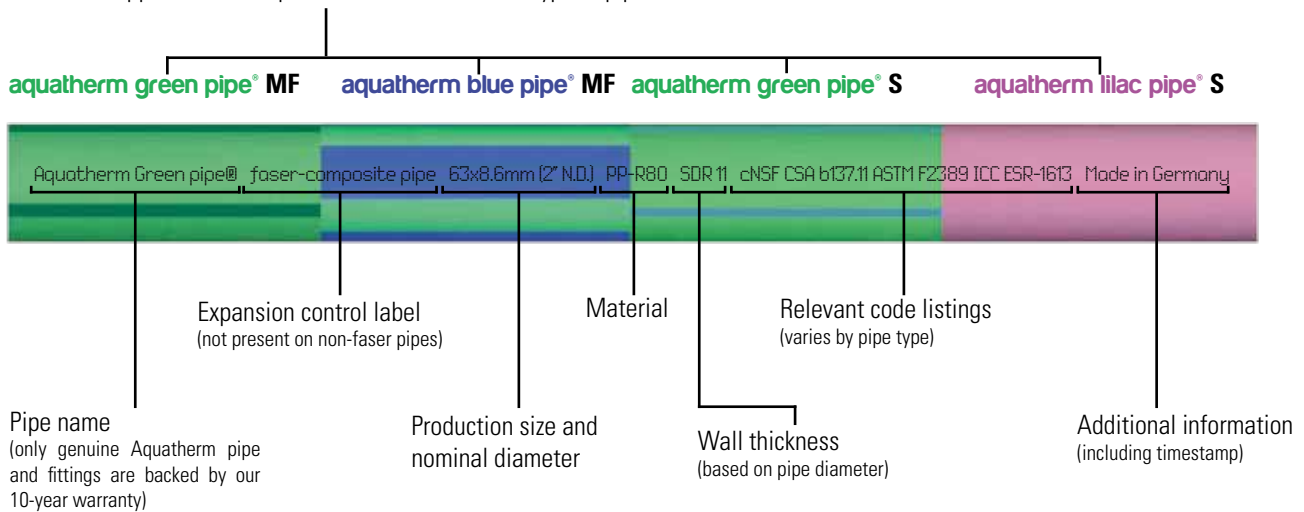 aquatherm green pipe® MF
aquatherm blue pipe® MF
aquatherm green pipe® S
aquatherm lilac pipe® S
Aquatherm Green pipe® faser-composite pipe 63x8.6mm (2" N.D.) PP-R80 SDR 11 cNSF CSA b137.11 ASTM F2389 ICC ESR-1613 Made in Germany
Expansion control label
(not present on non-faser pipes)
Material
Relevant code listings
(varies by pipe type)
Pipe name
(only genuine Aquatherm pipe
and fittings are backed by our
10-year warranty)
Production size and
nominal diameter
Wall thickness
(based on pipe diameter)
Additional information
(including timestamp)